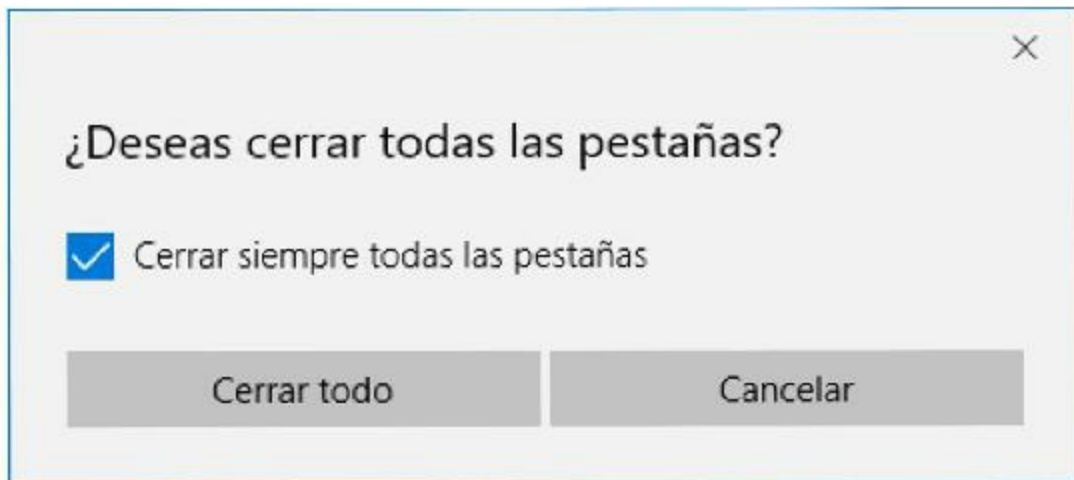 ¿Deseas cerrar todas las pestañas?
Cerrar siempre todas las pestañas
Cerrar todo
Cancelar